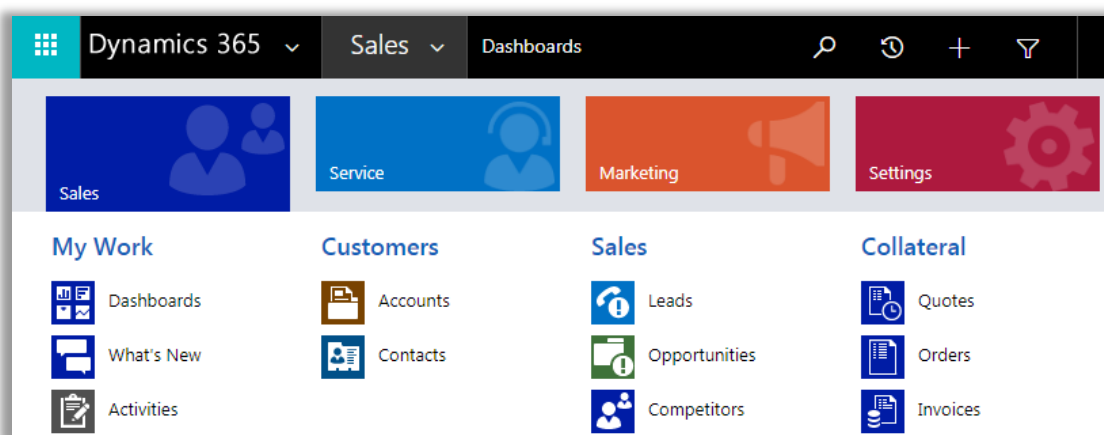 Dynamics 365 Sales Dashboards
Sales Service Marketing Settings
My Work Customers Sales Collateral
Dashboards Accounts Leads Quotes
What's New Contacts Opportunities Orders
Activities Competitors Invoices